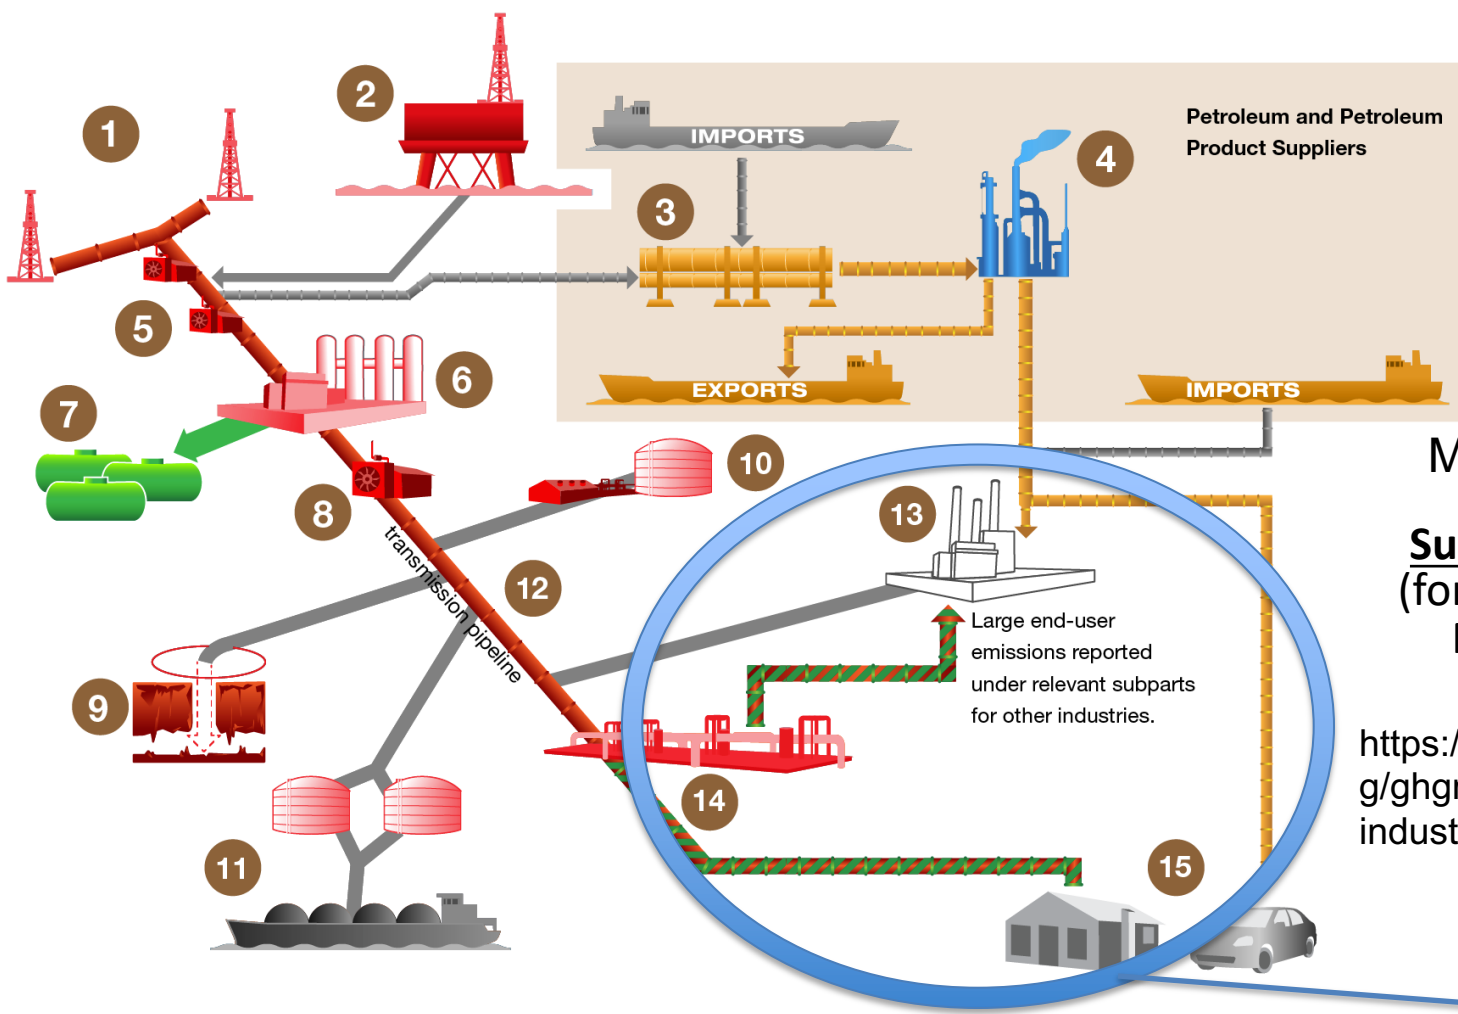 1
2
IMPORTS
Petroleum and Petroleum
Product Suppliers
4
3
5
6
EXPORTS
IMPORTS
7
10
M
8
transmission pipeline
13
Su
(for
12
Large end-user
emissions reported
under relevant subparts
for other industries.
9
https:/
g/ghgr
indust
14
11
15